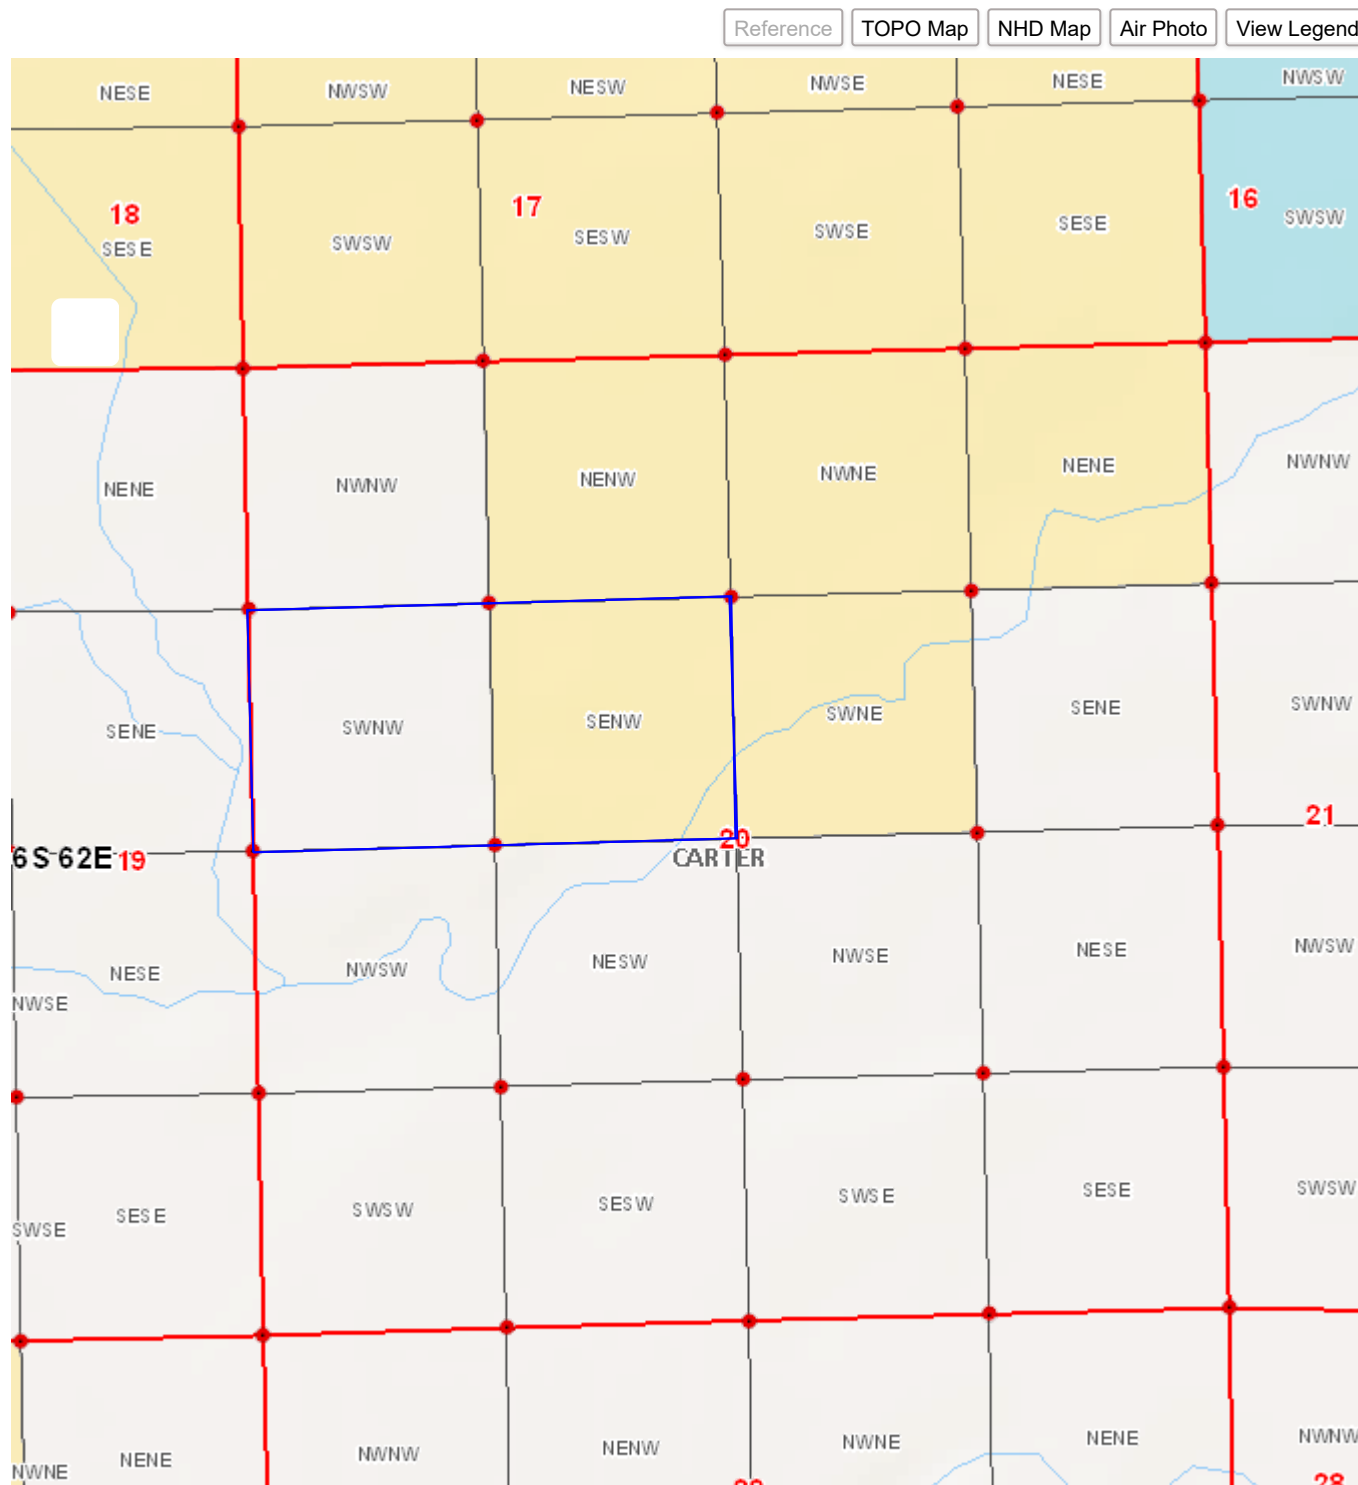 Reference TOPO Map NHD Map Air Photo View Legend
NESE NWSW NESW NWSE NESE NWSW
18 17 16
SESE SWSW SESW SWSE SESE SWSW
NENE NWNW NENW NWNE NENE NWNW
SENE SWNW SENW SWNE SENE SWNW
6S 62E 19 20 21
CARTER
NWSE NESE NWSW NESW NWSE NESE NWSW
SWSE SESE SWSW SESW SWSE SESE SWSW
NWNE NENE NWNW NENW NWNE NENE NWNW
28